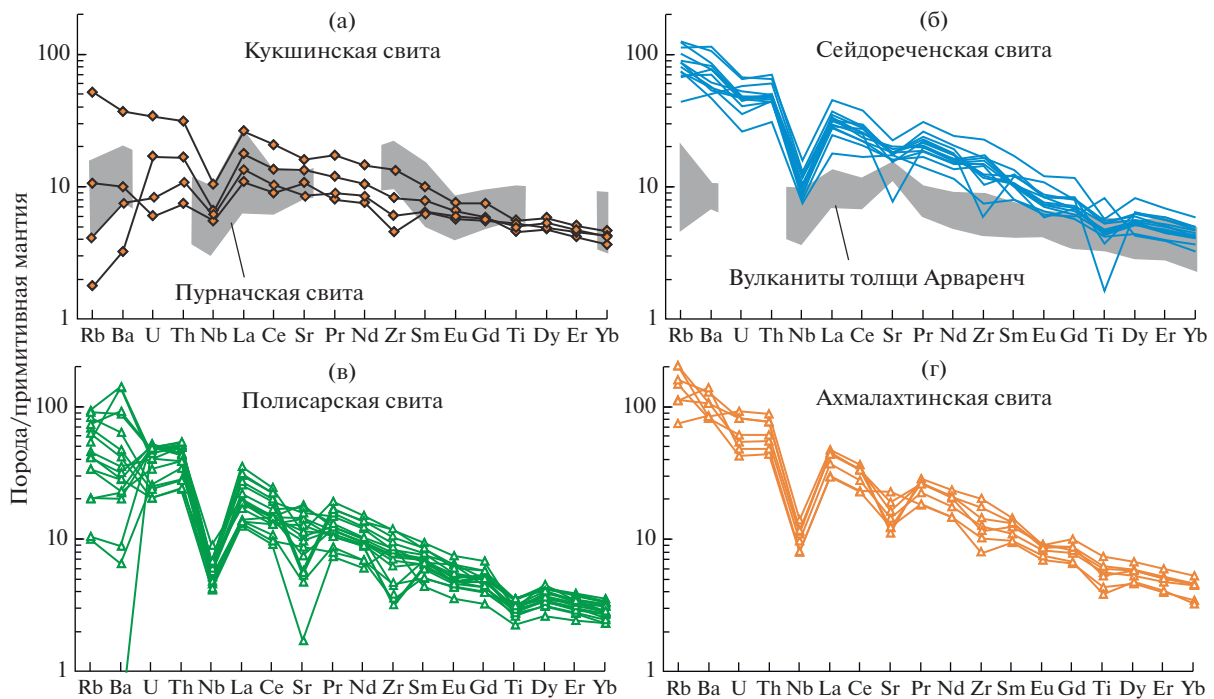 Порода/примитивная мантия
(а)
Кукшинская свита
100
10
1
Пурначская свита
Rb Ba U Th Nb La Ce Sr Pr Nd Zr Sm Eu Gd Ti Dy Er Yb
(б)
Сейдореченская свита
100
10
1
Вулканиты толщи Арваренч
Rb Ba U Th Nb La Ce Sr Pr Nd Zr Sm Eu Gd Ti Dy Er Yb
(в)
Полисарская свита
100
10
1
Rb Ba U Th Nb La Ce Sr Pr Nd Zr Sm Eu Gd Ti Dy Er Yb
(г)
Ахмалахтинская свита
100
10
1
Rb Ba U Th Nb La Ce Sr Pr Nd Zr Sm Eu Gd Ti Dy Er Yb